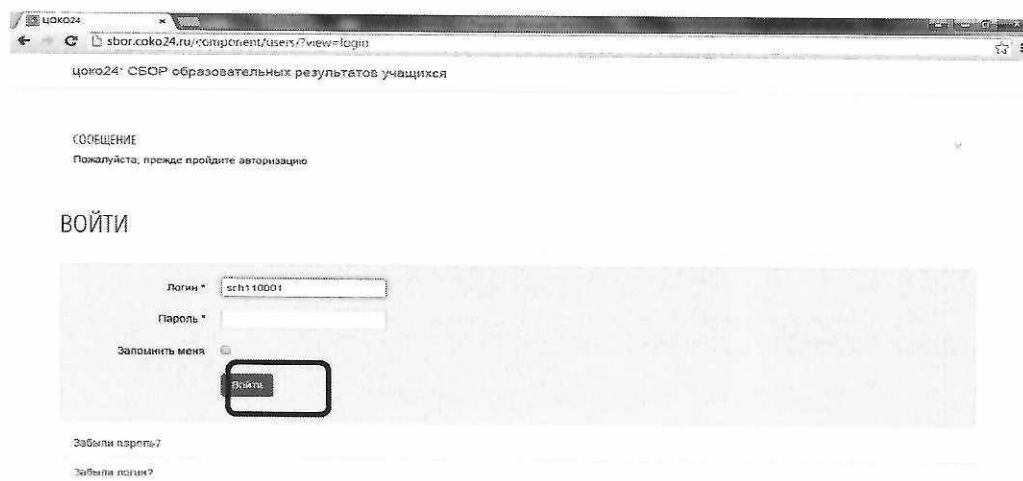 ЦОКО24
sbor.coko24.ru/component/users/?view=login
цоко24: СБОР образовательных результатов учащихся
СООБЩЕНИЕ
Пожалуйста, прежде пройдите авторизацию
ВОЙТИ
Логин *
sch110001
Пароль *
Запомнить меня
Войти
Забыли пароль?
Забыли логин?